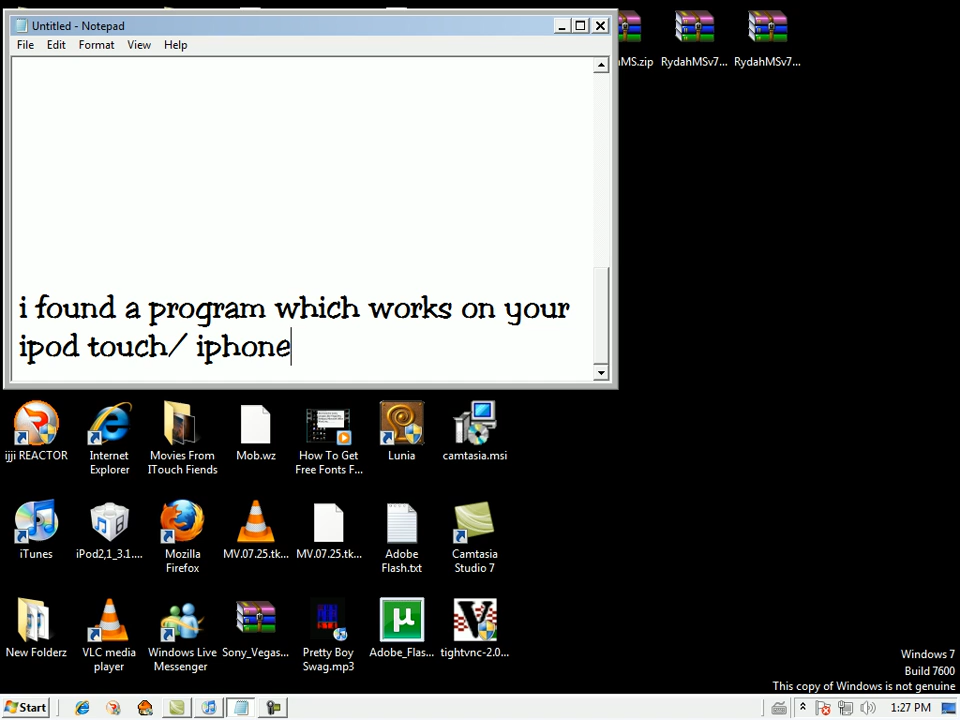 Untitled - Notepad
File Edit Format View Help
i found a program which works on your
ipod touch/ iphone
MS.zip
RydahMSv7...
RydahMSv7...
ijji REACTOR
Internet
Explorer
Movies From
ITouch Fiends
Mob.wz
How To Get
Free Fonts F...
Lunia
camtasia.msi
iTunes
iPod2,1_3.1....
Mozilla
Firefox
MV.07.25.tk...
MV.07.25.tk...
Adobe
Flash.txt
Camtasia
Studio 7
New Folderz
VLC media
player
Windows Live
Messenger
Sony_Vegas...
Pretty Boy
Swag.mp3
Adobe_Flas...
tightvnc-2.0...
Windows 7
Build 7600
This copy of Windows is not genuine
Start
1:27 PM